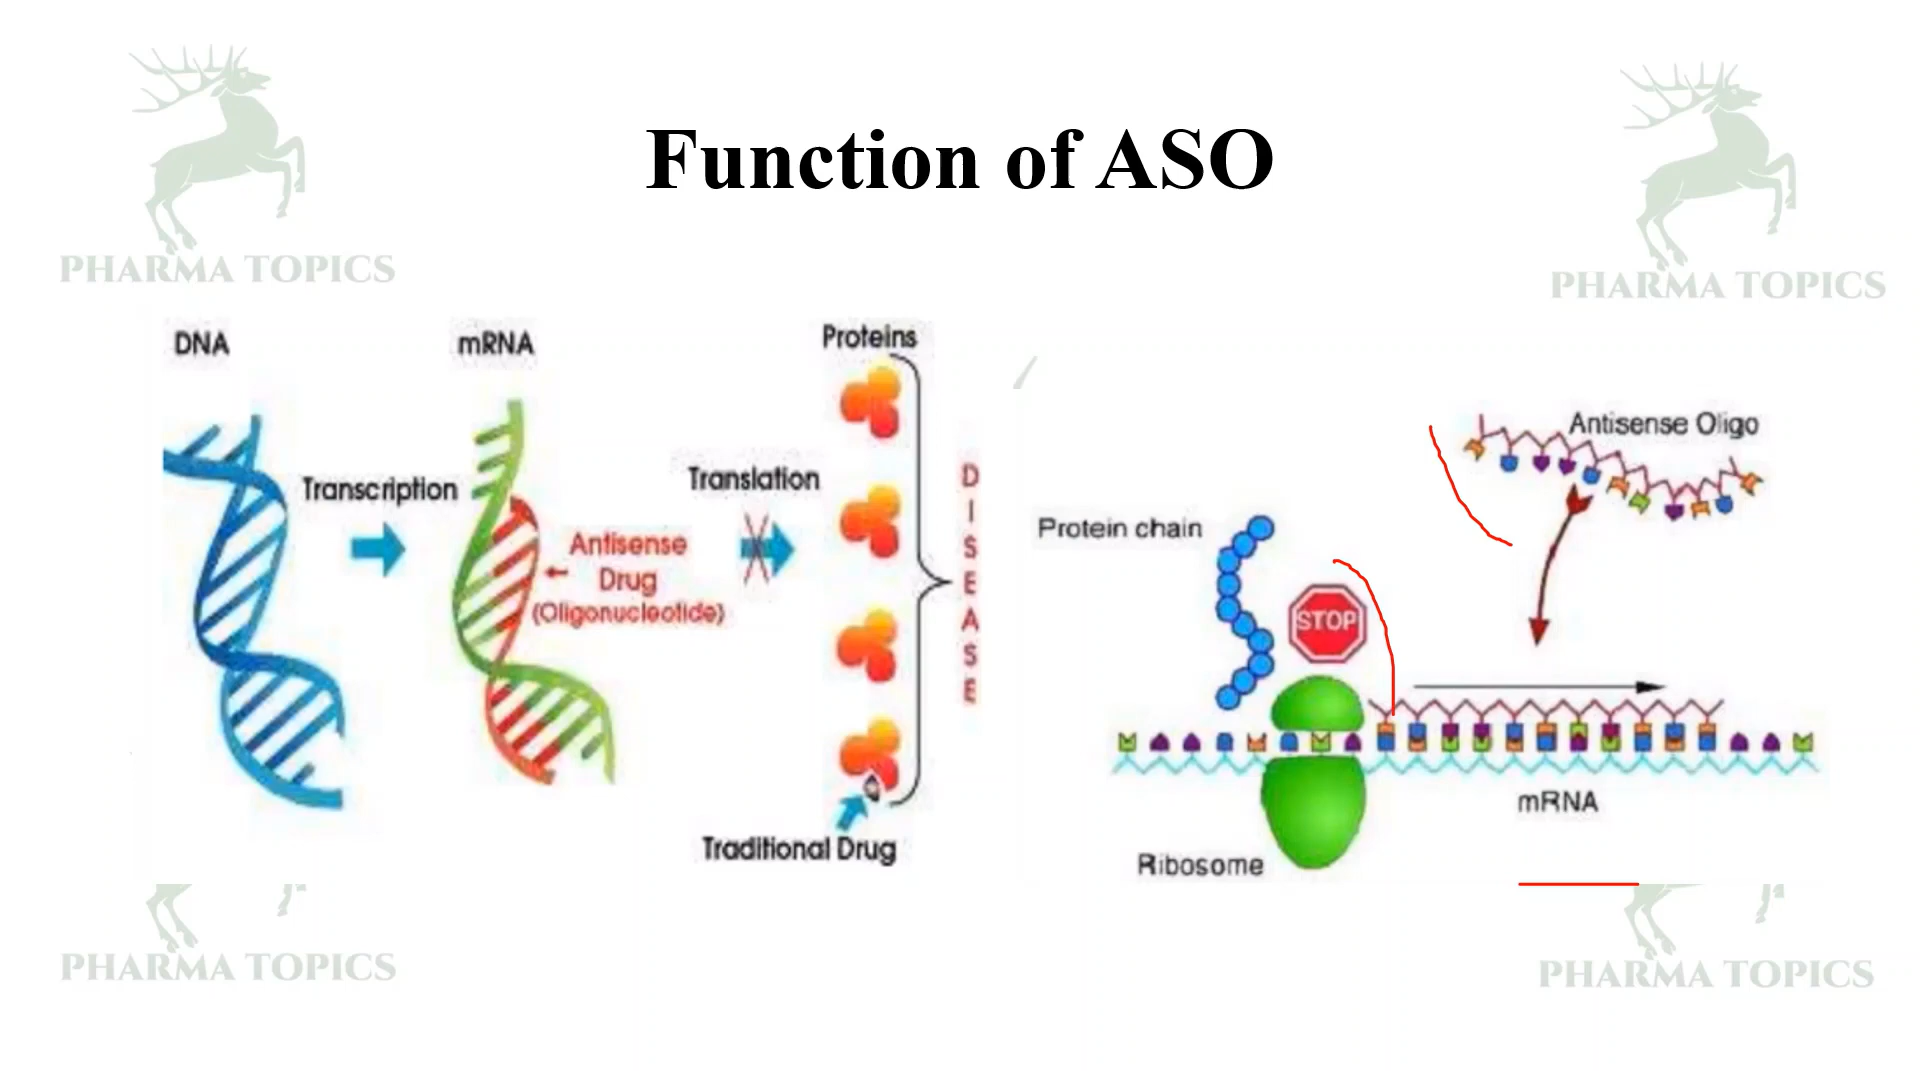 PHARMA TOPICS
PHARMA TOPICS
Function of ASO
DNA
mRNA
Proteins
Transcription
Translation
Antisense
Drug
(Oligonucleotide)
D
I
S
E
A
S
E
Traditional Drug
Antisense Oligo
Protein chain
STOP
mRNA
Ribosome
PHARMA TOPICS
PHARMA TOPICS